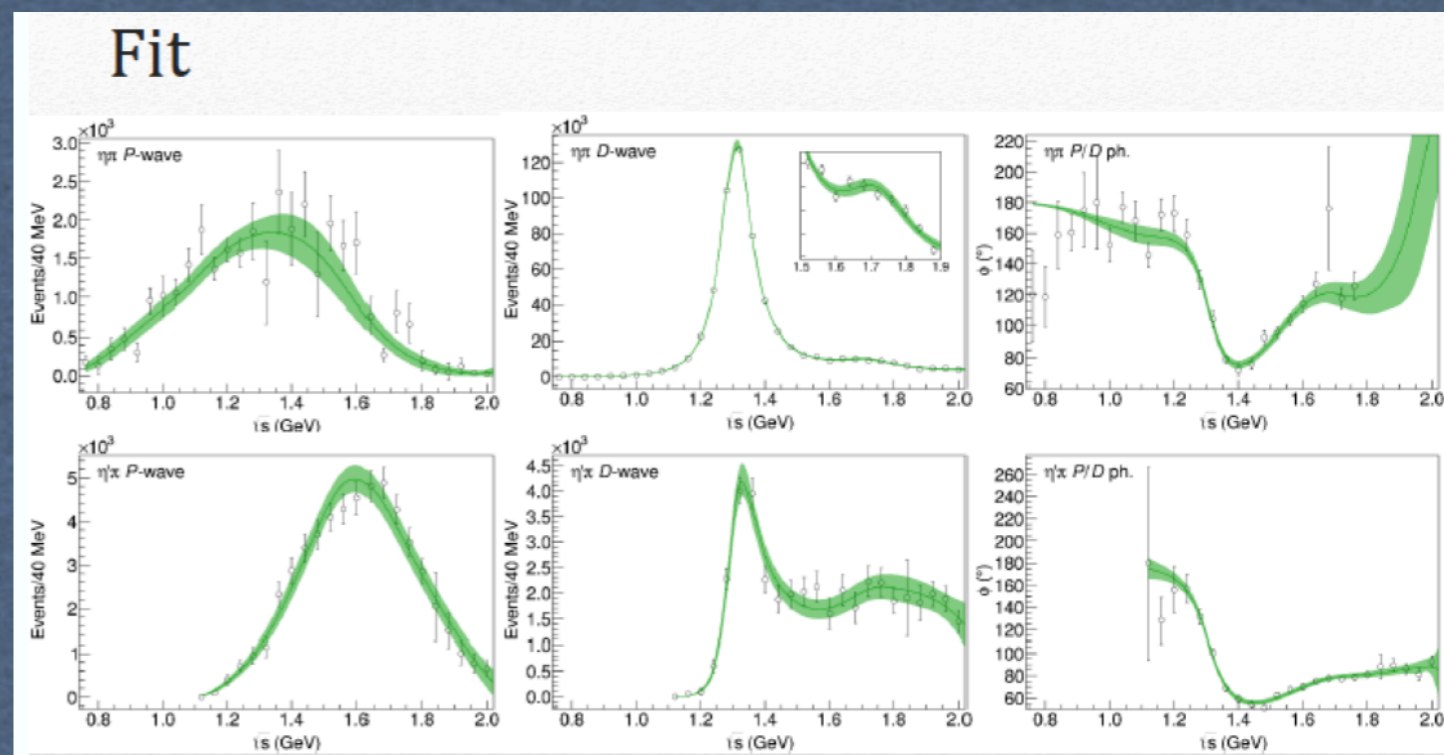 Fit
×10³
ηπ P-wave
3.0
2.5
2.0
1.5
1.0
0.5
0.0
Events/40 MeV
0.8 1.0 1.2 1.4 1.6 1.8 2.0
√s (GeV)
×10³
ηπ D-wave
120
100
80
60
40
20
0
Events/40 MeV
1.5 1.6 1.7 1.8 1.9
0.8 1.0 1.2 1.4 1.6 1.8 2.0
√s (GeV)
ηπ P/D ph.
220
200
180
160
140
120
100
80
60
ϕ (°)
0.8 1.0 1.2 1.4 1.6 1.8 2.0
√s (GeV)
×10³
η'π P-wave
5
4
3
2
1
0
Events/40 MeV
0.8 1.0 1.2 1.4 1.6 1.8 2.0
√s (GeV)
×10³
η'π D-wave
4.5
4.0
3.5
3.0
2.5
2.0
1.5
1.0
0.5
0.0
Events/40 MeV
0.8 1.0 1.2 1.4 1.6 1.8 2.0
√s (GeV)
η'π P/D ph.
260
240
220
200
180
160
140
120
100
80
60
ϕ (°)
0.8 1.0 1.2 1.4 1.6 1.8 2.0
√s (GeV)